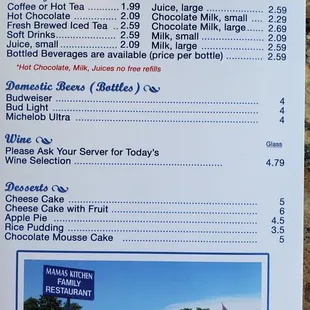 Coffee or Hot Tea 1.99
Hot Chocolate 2.09
Fresh Brewed Iced Tea 2.59
Soft Drinks 2.59
Juice, small 2.09
Juice, large 2.59
Chocolate Milk, small 2.29
Chocolate Milk, large 2.69
Milk, small 2.09
Milk, large 2.59
Bottled Beverages are available (price per bottle) 2.59
*Hot Chocolate, Milk, Juices no free refills
Domestic Beers (Bottles)
Budweiser 4
Bud Light 4
Michelob Ultra 4
Wine
Glass
Please Ask Your Server for Today's
Wine Selection 4.79
Desserts
Cheese Cake 5
Cheese Cake with Fruit 6
Apple Pie 4.5
Rice Pudding 3.5
Chocolate Mousse Cake 5
MAMAS KITCHEN
FAMILY
RESTAURANT